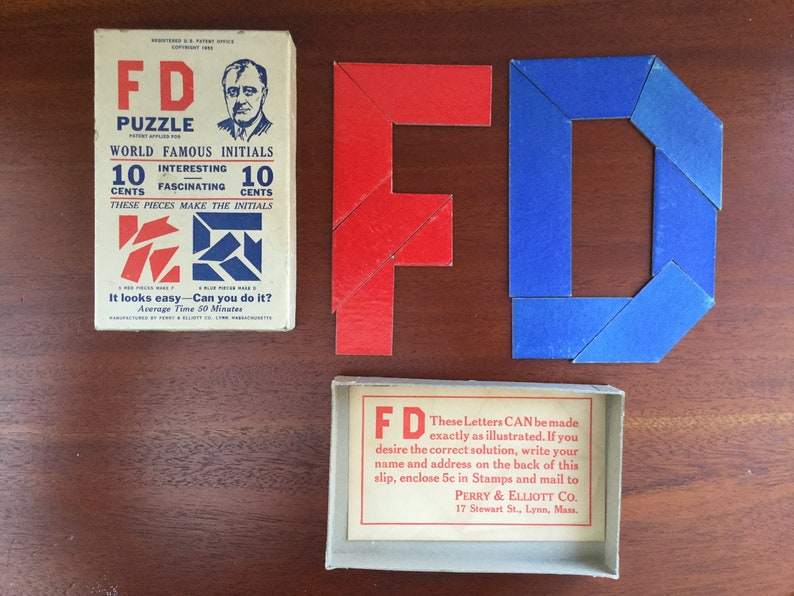 REGISTERED U.S. PATENT OFFICE
COPYRIGHT 1933
FD
PUZZLE
PATENT APPLIED FOR
WORLD FAMOUS INITIALS
10 CENTS INTERESTING — FASCINATING 10 CENTS
THESE PIECES MAKE THE INITIALS
5 RED PIECES MAKE F 6 BLUE PIECES MAKE D
It looks easy—Can you do it?
Average Time 50 Minutes
MANUFACTURED BY PERRY & ELLIOTT CO., LYNN, MASSACHUSETTS
F D
FD These Letters CAN be made
exactly as illustrated. If you
desire the correct solution, write your
name and address on the back of this
slip, enclose 5c in Stamps and mail to
PERRY & ELLIOTT CO.
17 Stewart St., Lynn, Mass.